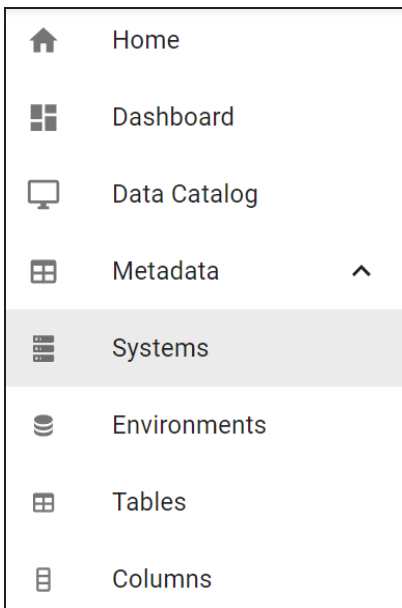 Home
Dashboard
Data Catalog
Metadata
Systems
Environments
Tables
Columns